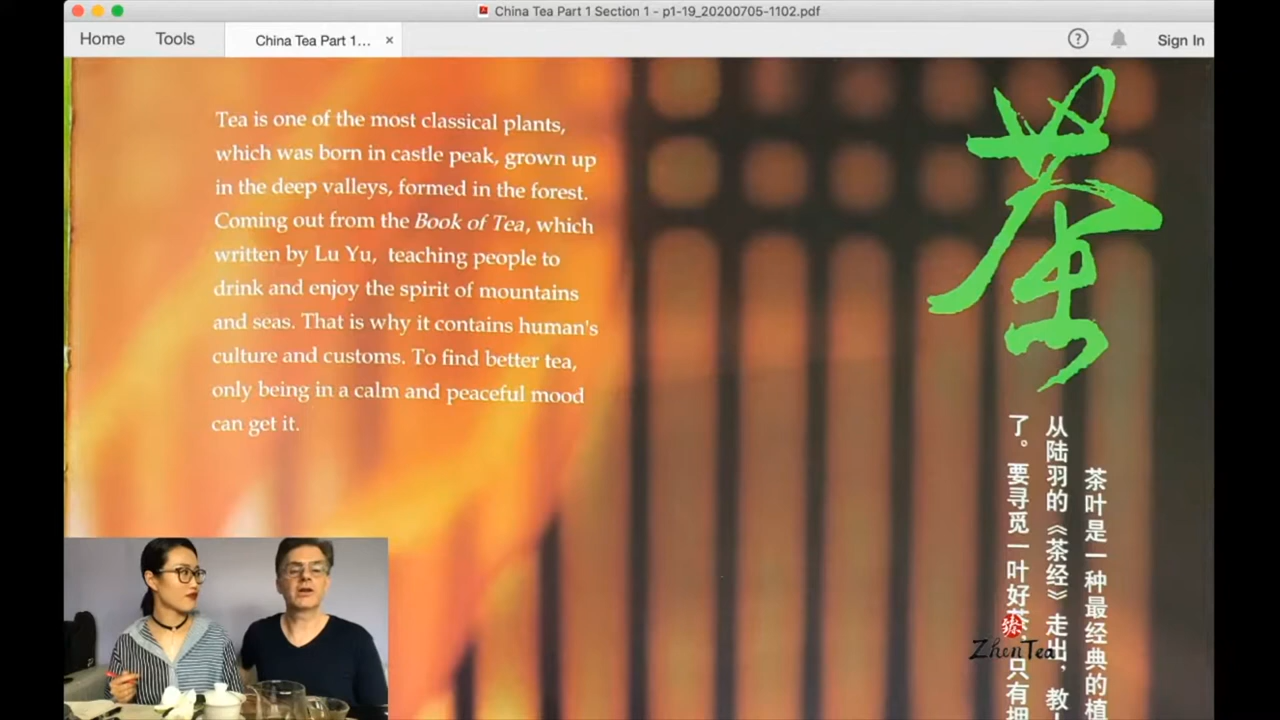 China Tea Part 1 Section 1 - p1-19_20200705-1102.pdf
Home
Tools
China Tea Part 1...
×
?
Sign In
Tea is one of the most classical plants,
which was born in castle peak, grown up
in the deep valleys, formed in the forest.
Coming out from the Book of Tea, which
written by Lu Yu, teaching people to
drink and enjoy the spirit of mountains
and seas. That is why it contains human's
culture and customs. To find better tea,
only being in a calm and peaceful mood
can get it.
茶
茶叶是一种最经典的植
从陆羽的《茶经》走出，教
了。要寻觅一叶好茶 只有
臻
ZhenTea